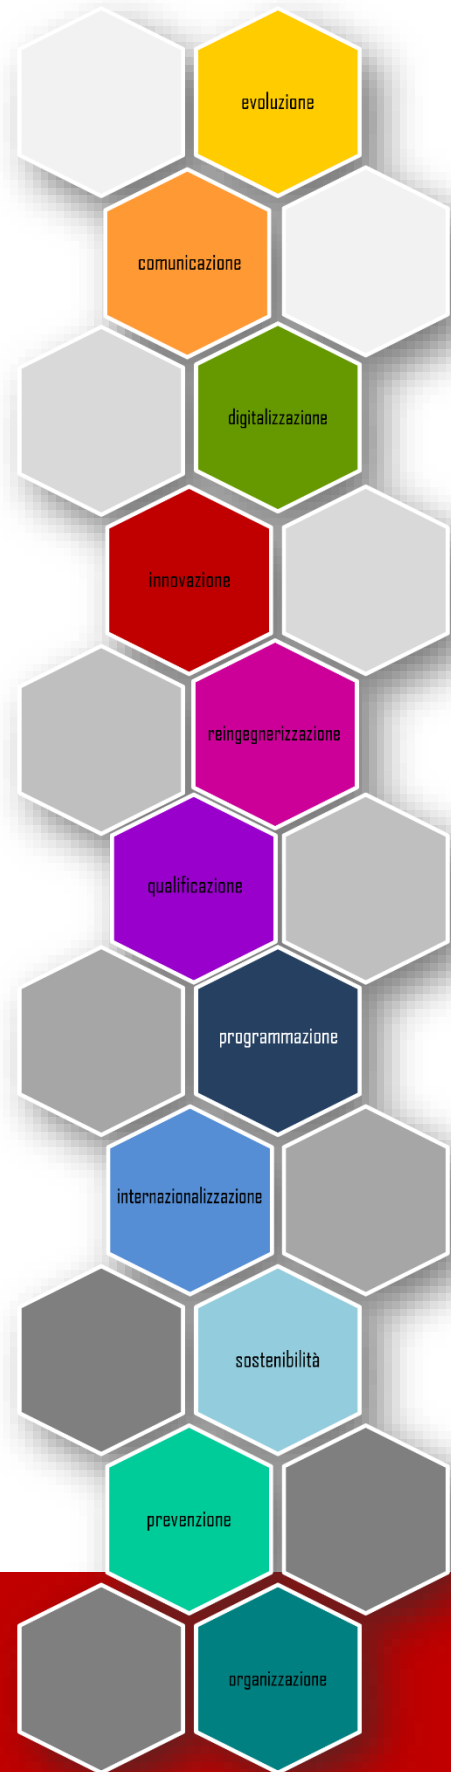 evoluzione
comunicazione
digitalizzazione
innovazione
reingegnerizzazione
qualificazione
programmazione
internazionalizzazione
sostenibilità
prevenzione
organizzazione